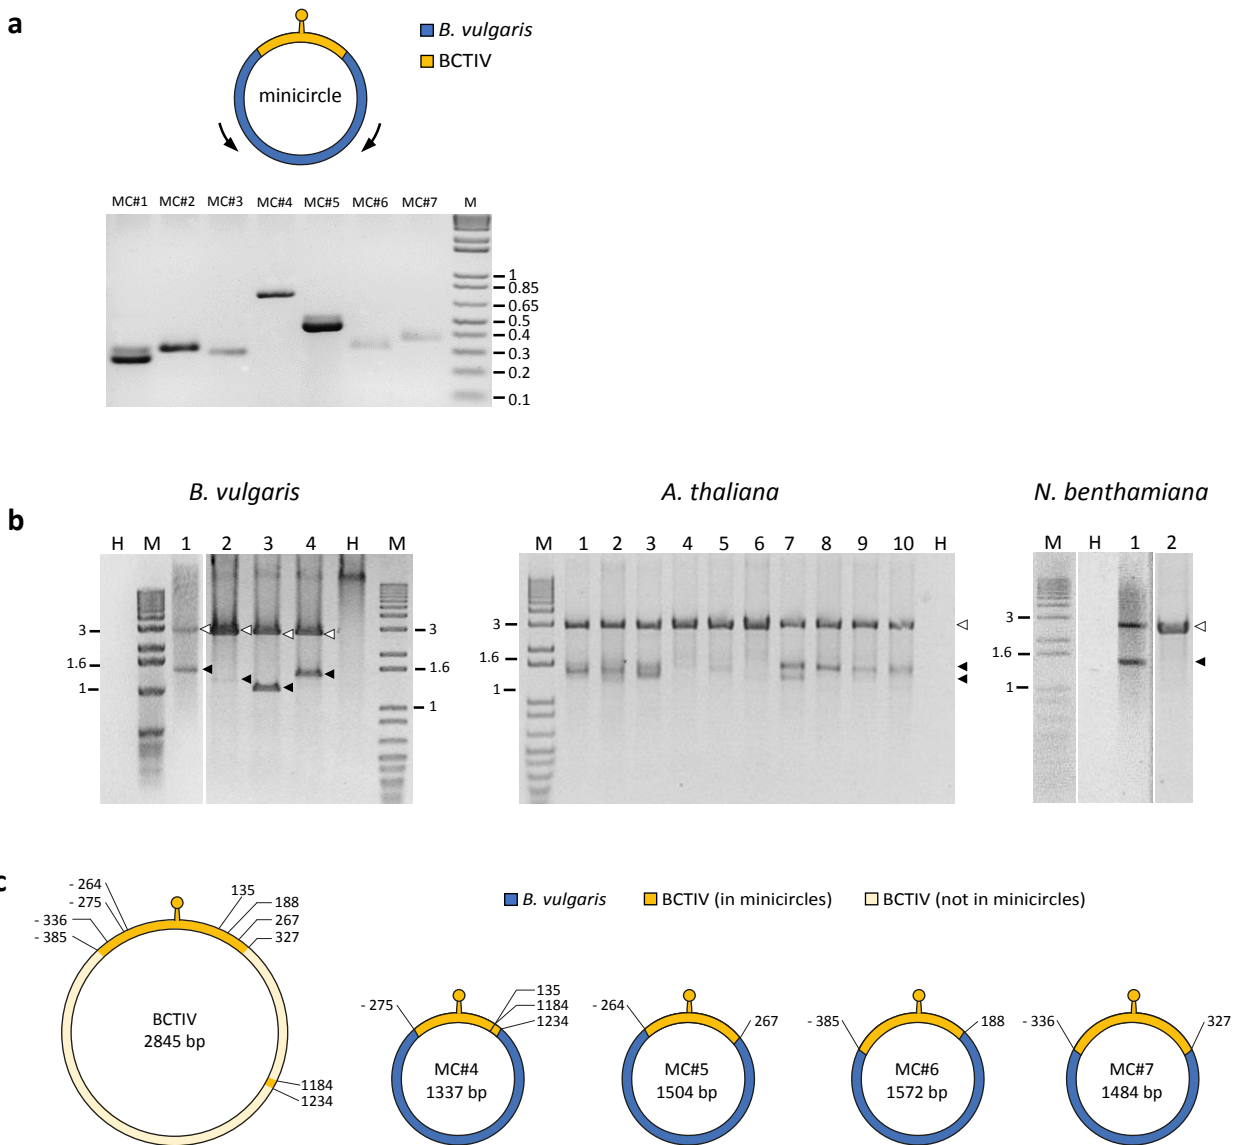 a
B. vulgaris
BCTIV
minicircle
MC#1 MC#2 MC#3 MC#4 MC#5 MC#6 MC#7 M
1
0.85
0.65
0.5
0.4
0.3
0.2
0.1
B. vulgaris A. thaliana N. benthamiana
b
H M 1 2 3 4 H M
3
1.6
1
3
1.6
1
M 1 2 3 4 5 6 7 8 9 10 H
3
1.6
1
M H 1 2
3
1.6
1
c
B. vulgaris BCTIV (in minicircles) BCTIV (not in minicircles)
- 264
- 275
- 336
- 385
135
188
267
327
BCTIV
2845 bp
1184
1234
- 275
135
1184
1234
MC#4
1337 bp
- 264
267
MC#5
1504 bp
- 385
188
MC#6
1572 bp
- 336
327
MC#7
1484 bp